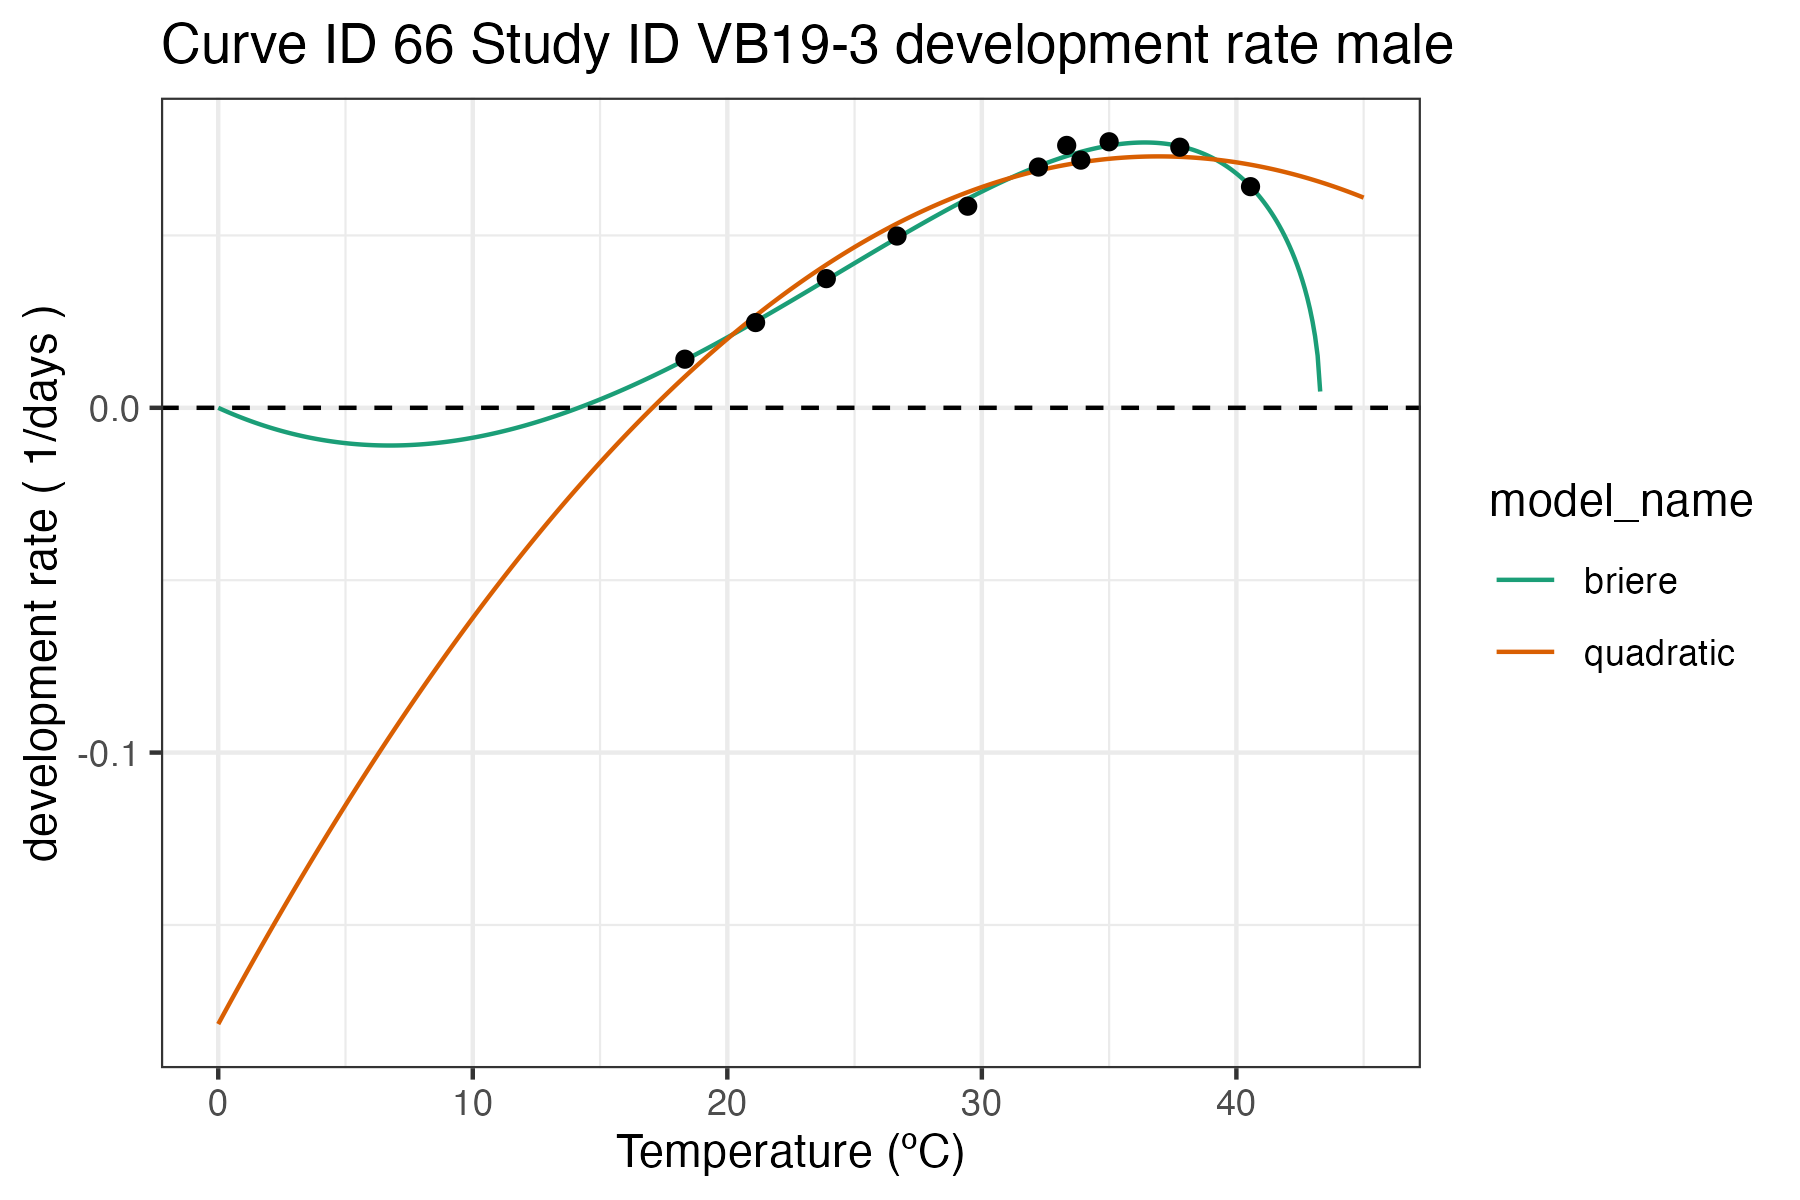 Curve ID 66 Study ID VB19-3 development rate male
development rate ( 1/days )
0.0
-0.1
0
10
20
30
40
Temperature (ºC)
model_name
briere
quadratic